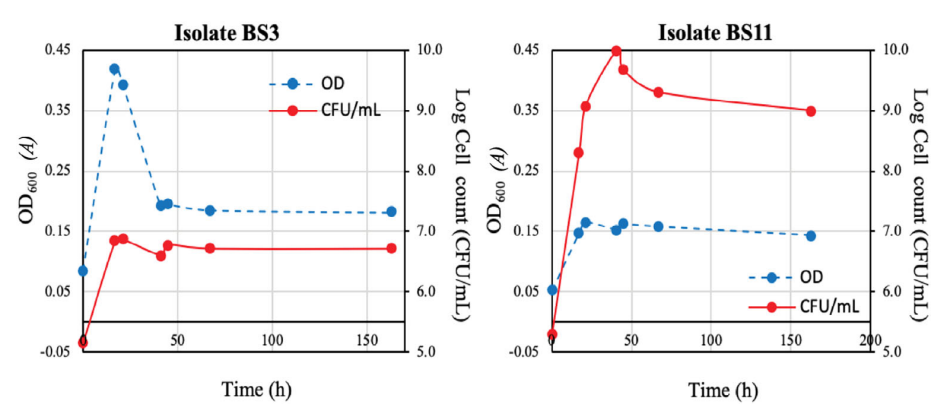 Isolate BS3
0.45
0.35
0.25
0.15
0.05
-0.05
OD600 (A)
10.0
9.0
8.0
7.0
6.0
5.0
Log Cell count (CFU/mL)
OD
CFU/mL
0
50
100
150
Time (h)
Isolate BS11
0.45
0.35
0.25
0.15
0.05
-0.05
OD600 (A)
10.0
9.0
8.0
7.0
6.0
5.0
Log Cell count (CFU/mL)
OD
CFU/mL
0
50
100
150
200
Time (h)